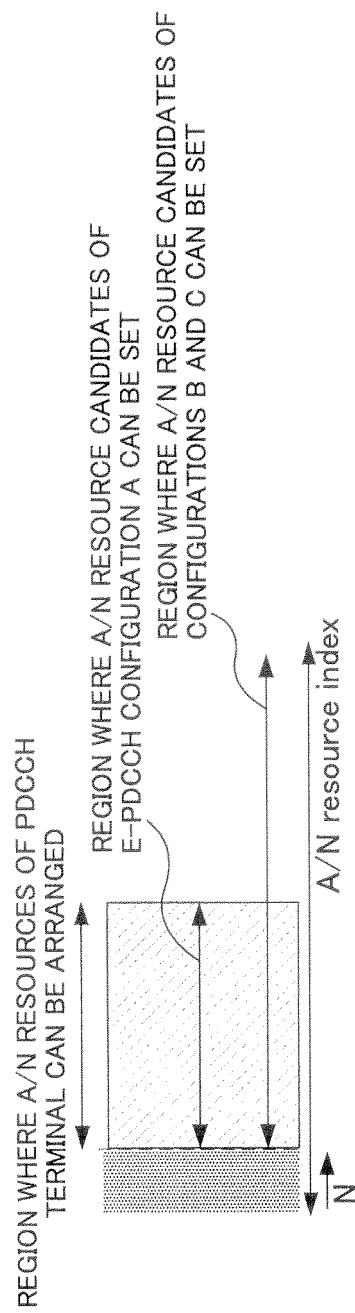 REGION WHERE A/N RESOURCES OF PDCCH
TERMINAL CAN BE ARRANGED
REGION WHERE A/N RESOURCE CANDIDATES OF
E-PDCCH CONFIGURATION A CAN BE SET
REGION WHERE A/N RESOURCE CANDIDATES OF
CONFIGURATIONS B AND C CAN BE SET
A/N resource index
N